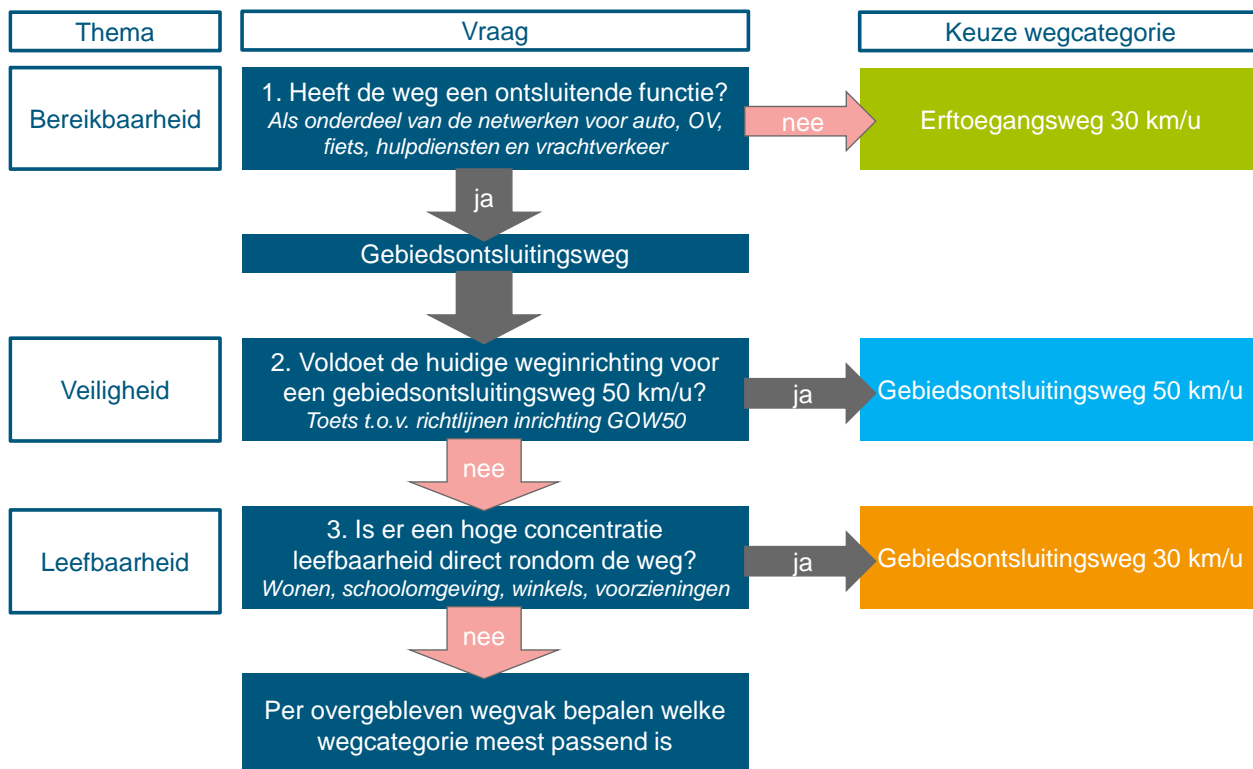 Thema
Vraag
Keuze wegcategorie
Bereikbaarheid
1. Heeft de weg een ontsluitende functie?
Als onderdeel van de netwerken voor auto, OV,
fiets, hulpdiensten en vrachtverkeer
nee
Erftoegangsweg 30 km/u
ja
Gebiedsontsluitingsweg
Veiligheid
2. Voldoet de huidige weginrichting voor
een gebiedsontsluitingsweg 50 km/u?
Toets t.o.v. richtlijnen inrichting GOW50
ja
Gebiedsontsluitingsweg 50 km/u
nee
Leefbaarheid
3. Is er een hoge concentratie
leefbaarheid direct rondom de weg?
Wonen, schoolomgeving, winkels, voorzieningen
ja
Gebiedsontsluitingsweg 30 km/u
nee
Per overgebleven wegvak bepalen welke
wegcategorie meest passend is